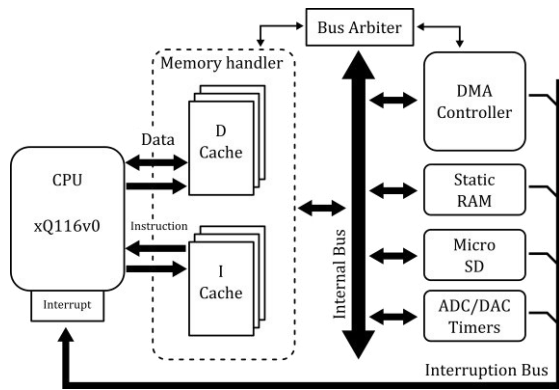 Bus Arbiter
Memory handler
D
Cache
Data
DMA
Controller
CPU
xQ116v0
Static
RAM
Instruction
I
Cache
Internal Bus
Micro
SD
Interrupt
ADC/DAC
Timers
Interruption Bus